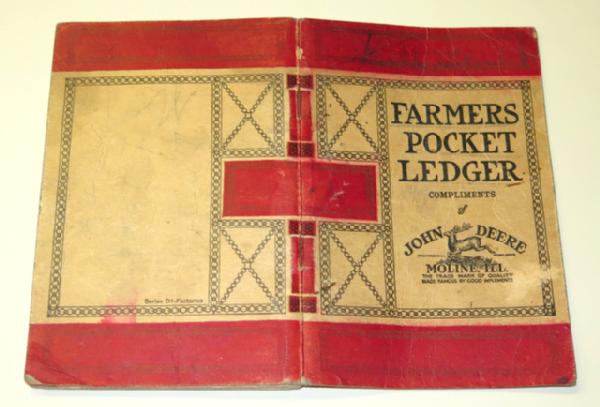 FARMERS
POCKET
LEDGER
COMPLIMENTS
of
JOHN DEERE
MOLINE, ILL.
THE TRADE MARK OF QUALITY
MADE FAMOUS BY GOOD IMPLEMENTS